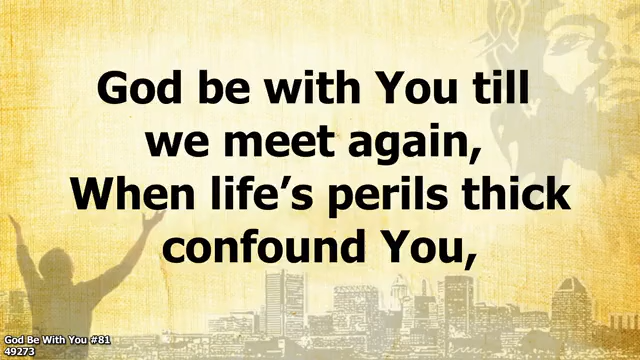 God be with You till
we meet again,
When life’s perils thick
confound You,
God Be With You #81
49273